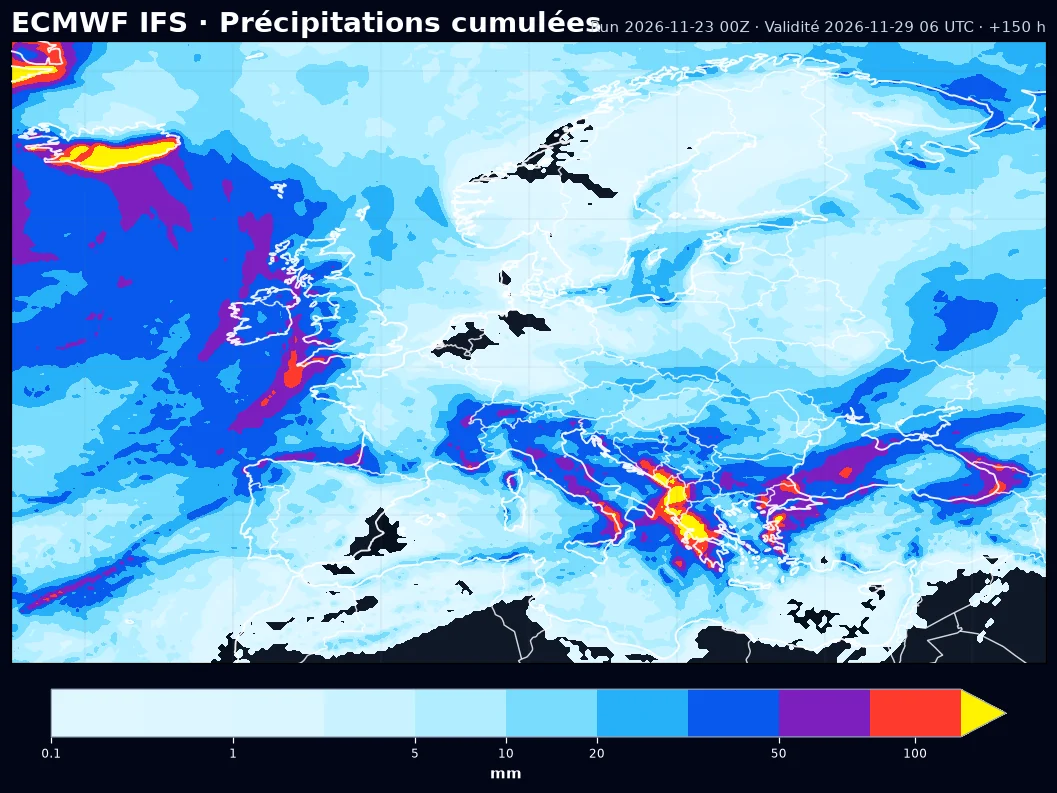 ECMWF IFS · Précipitations cumulées
Run 2026-11-23 00Z · Validité 2026-11-29 06 UTC · +150 h
0.1 1 5 10 20 50 100
mm